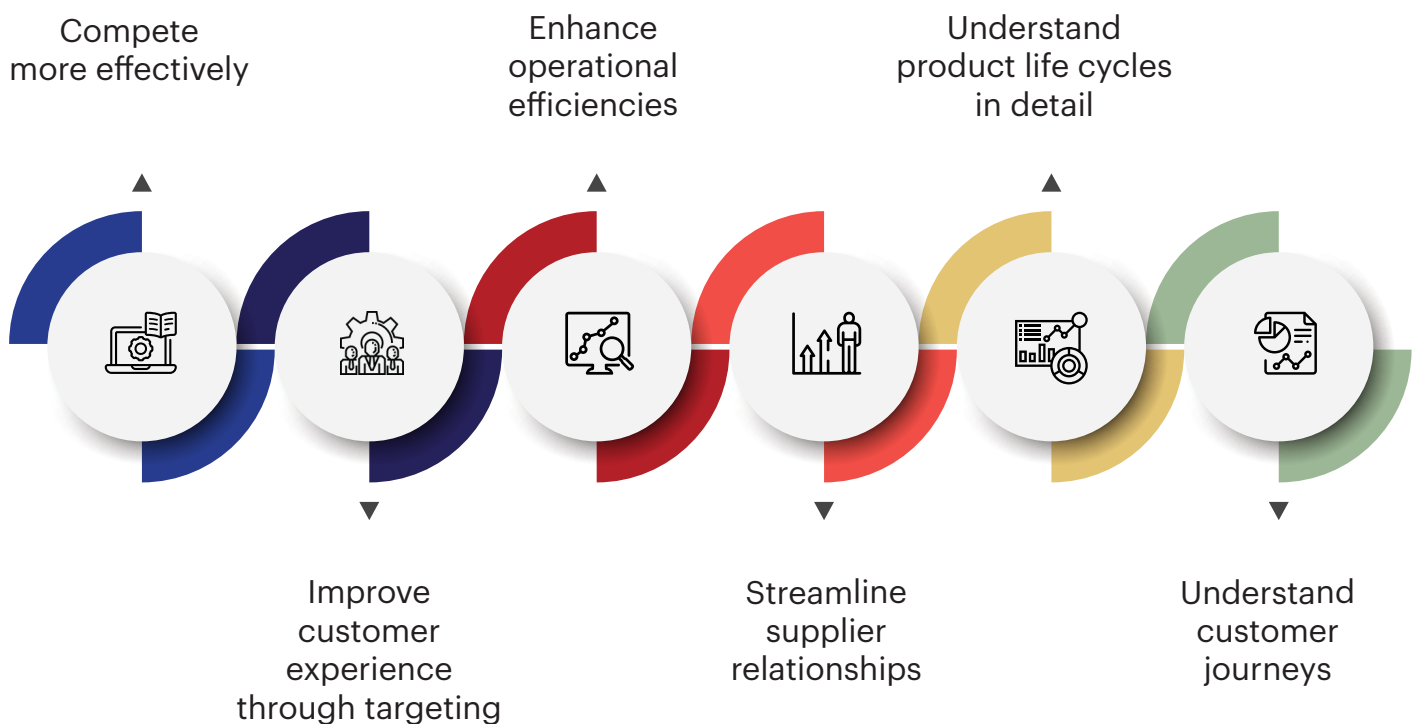 Compete
more effectively
Improve
customer
experience
through targeting
Enhance
operational
efficiencies
Streamline
supplier
relationships
Understand
product life cycles
in detail
Understand
customer
journeys